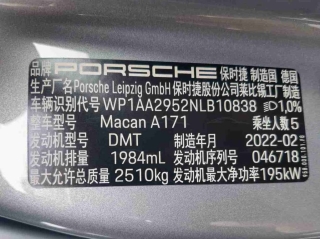 品牌 PORSCHE 保时捷 制造国 德国
生产厂名 Porsche Leipzig GmbH 保时捷股份公司莱比锡工厂制造
车辆识别代号 WP1AA2952NLB10838 1,0%
整车型号 Macan A171 乘坐人数 5
发动机型号 DMT 制造年月 2022-02
发动机排量 1984mL 发动机序列号 046718
最大允许总质量 2510kg 发动机最大净功率 195kW